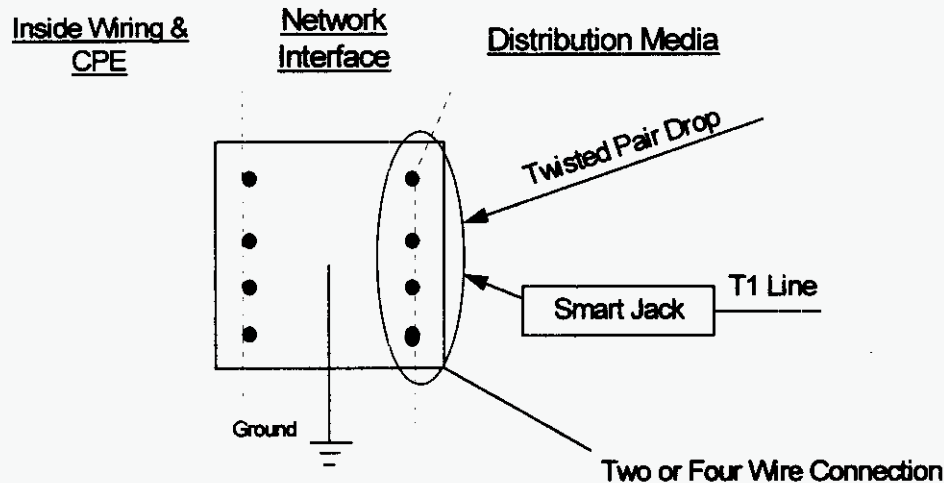 Inside Wiring &
CPE
Network
Interface
Distribution Media
Twisted Pair Drop
Smart Jack
T1 Line
Ground
Two or Four Wire Connection